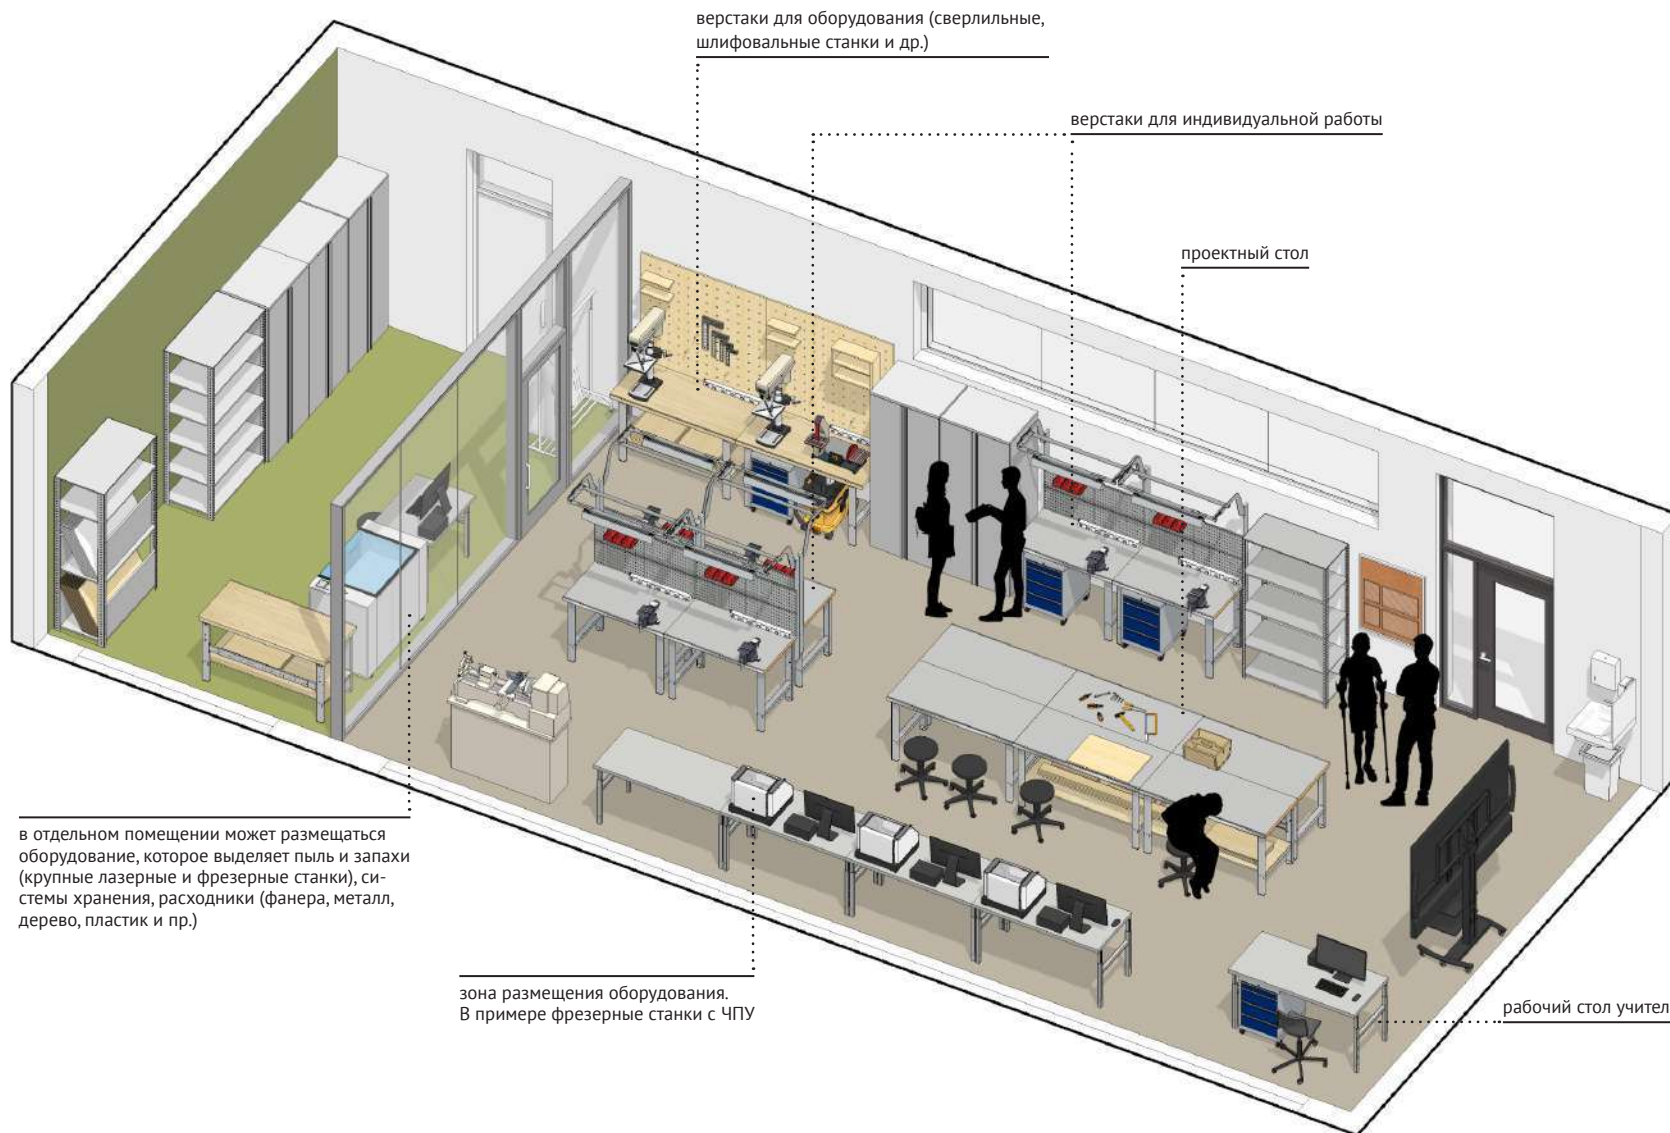 верстаки для оборудования (сверлильные,
шлифовальные станки и др.)
верстаки для индивидуальной работы
проектный стол
в отдельном помещении может размещаться
оборудование, которое выделяет пыль и запахи
(крупные лазерные и фрезерные станки), си-
стемы хранения, расходники (фанера, металл,
дерево, пластик и пр.)
зона размещения оборудования.
В примере фрезерные станки с ЧПУ
рабочий стол учител